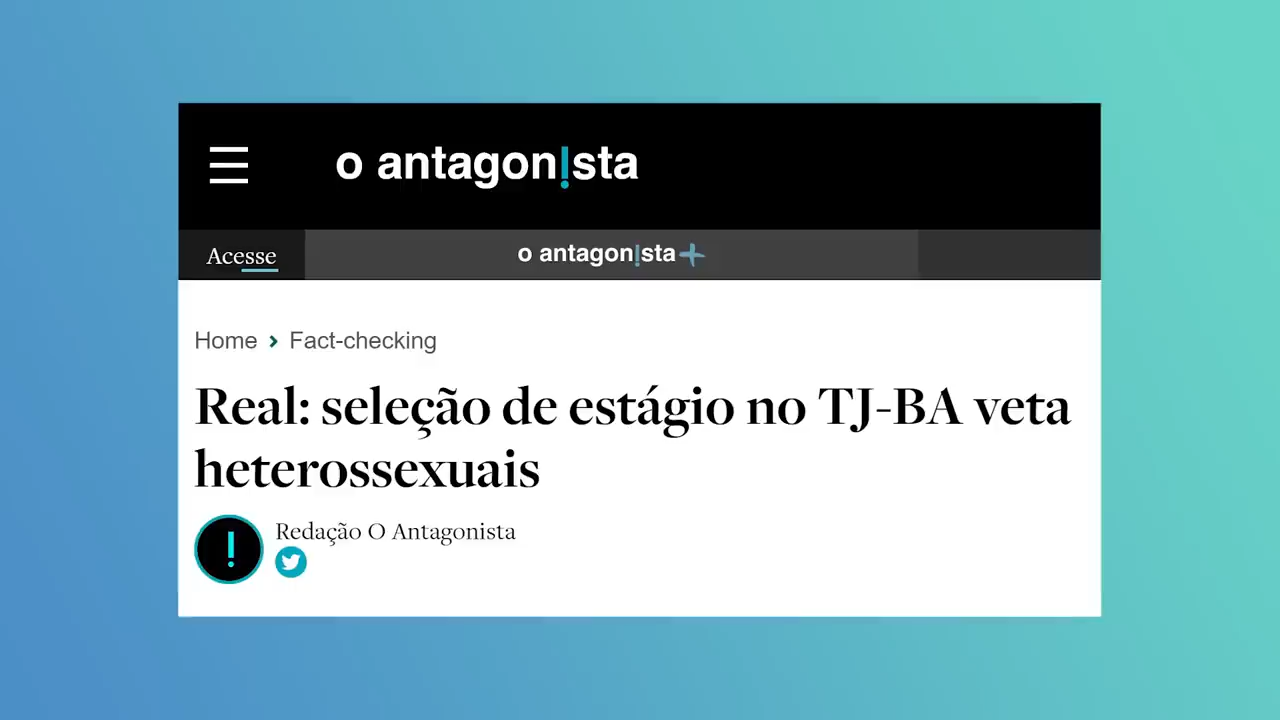 o antagon!sta
Acesse
o antagon!sta+
Home > Fact-checking
Real: seleção de estágio no TJ-BA veta
heterossexuais
!
Redação O Antagonista